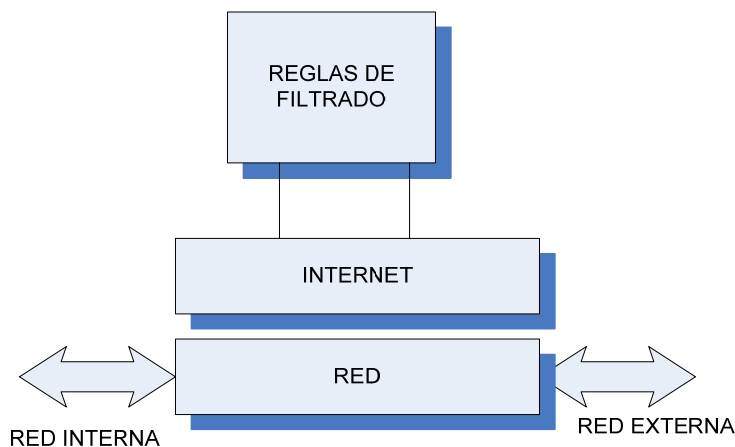 REGLAS DE
FILTRADO
INTERNET
RED
RED INTERNA
RED EXTERNA